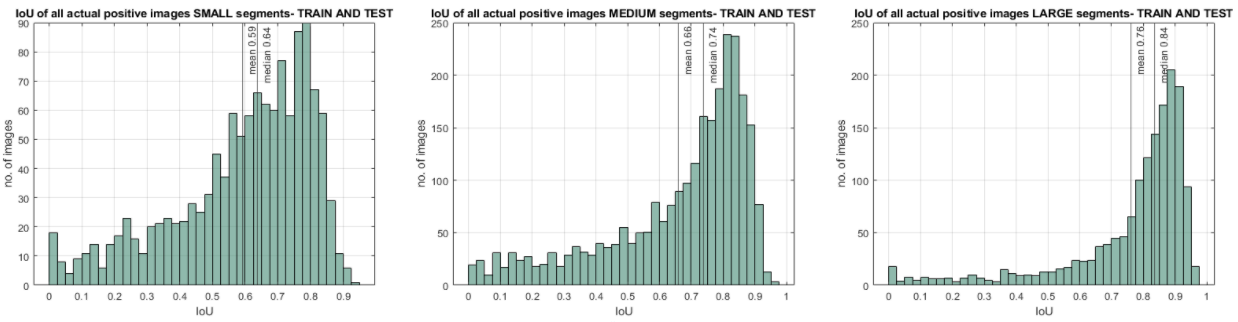 IoU of all actual positive images SMALL segments- TRAIN AND TEST
90
80
70
60
50
40
30
20
10
0
no. of images
mean 0.59
median 0.64
0 0.1 0.2 0.3 0.4 0.5 0.6 0.7 0.8 0.9
IoU
IoU of all actual positive images MEDIUM segments- TRAIN AND TEST
250
200
150
100
50
0
no. of images
mean 0.66
median 0.74
0 0.1 0.2 0.3 0.4 0.5 0.6 0.7 0.8 0.9 1
IoU
IoU of all actual positive images LARGE segments- TRAIN AND TEST
250
200
150
100
50
0
no. of images
mean 0.76
median 0.84
0 0.1 0.2 0.3 0.4 0.5 0.6 0.7 0.8 0.9 1
IoU